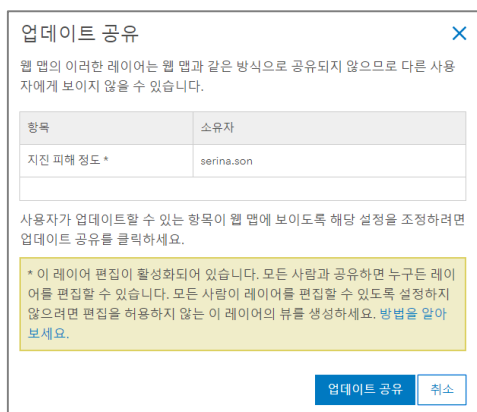 업데이트 공유
웹 맵의 이러한 레이어는 웹 맵과 같은 방식으로 공유되지 않으므로 다른 사용
자에게 보이지 않을 수 있습니다.
항목 소유자
지진 피해 정도 * serina.son
사용자가 업데이트할 수 있는 항목이 웹 맵에 보이도록 해당 설정을 조정하려면
업데이트 공유를 클릭하세요.
* 이 레이어 편집이 활성화되어 있습니다. 모든 사람과 공유하면 누구든 레이
어를 편집할 수 있습니다. 모든 사람이 레이어를 편집할 수 있도록 설정하지
않으려면 편집을 허용하지 않는 이 레이어의 뷰를 생성하세요. 방법을 알아
보세요.
업데이트 공유 취소